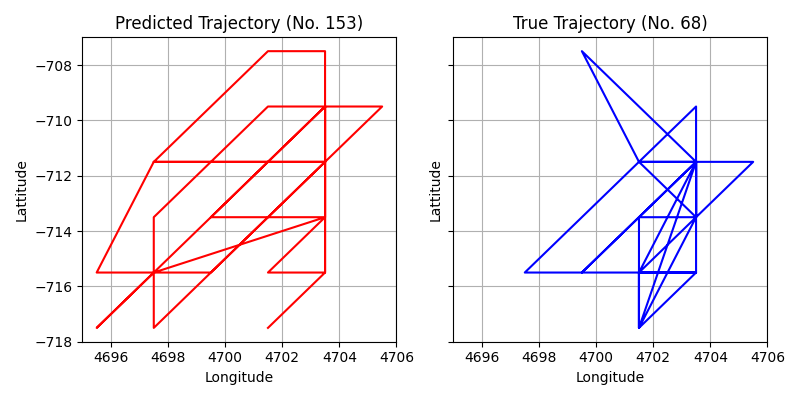 Predicted Trajectory (No. 153)
True Trajectory (No. 68)
−708
−710
−712
−714
−716
−718
Lattitude
Lattitude
4696 4698 4700 4702 4704 4706
4696 4698 4700 4702 4704 4706
Longitude
Longitude